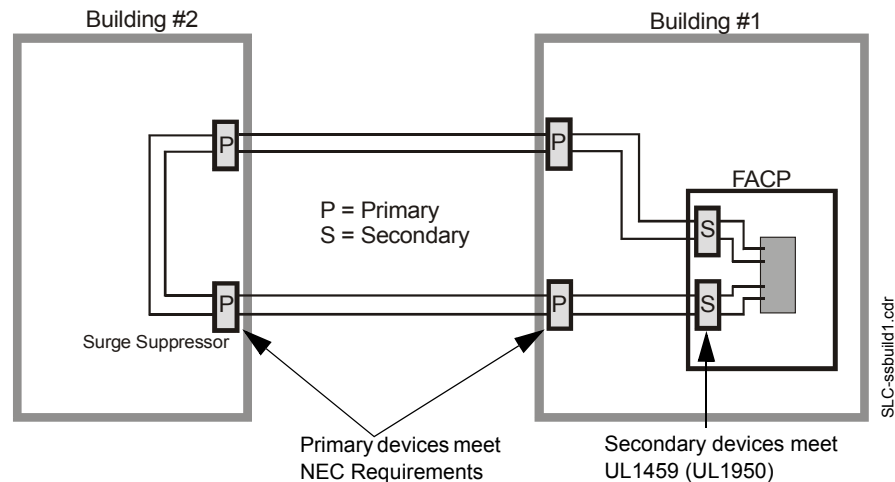 Building #2
Building #1
P
P
FACP
P = Primary
S = Secondary
S
P
P
S
Surge Suppressor
Primary devices meet
NEC Requirements
Secondary devices meet
UL1459 (UL1950)
SLC-ssbuild1.cdr